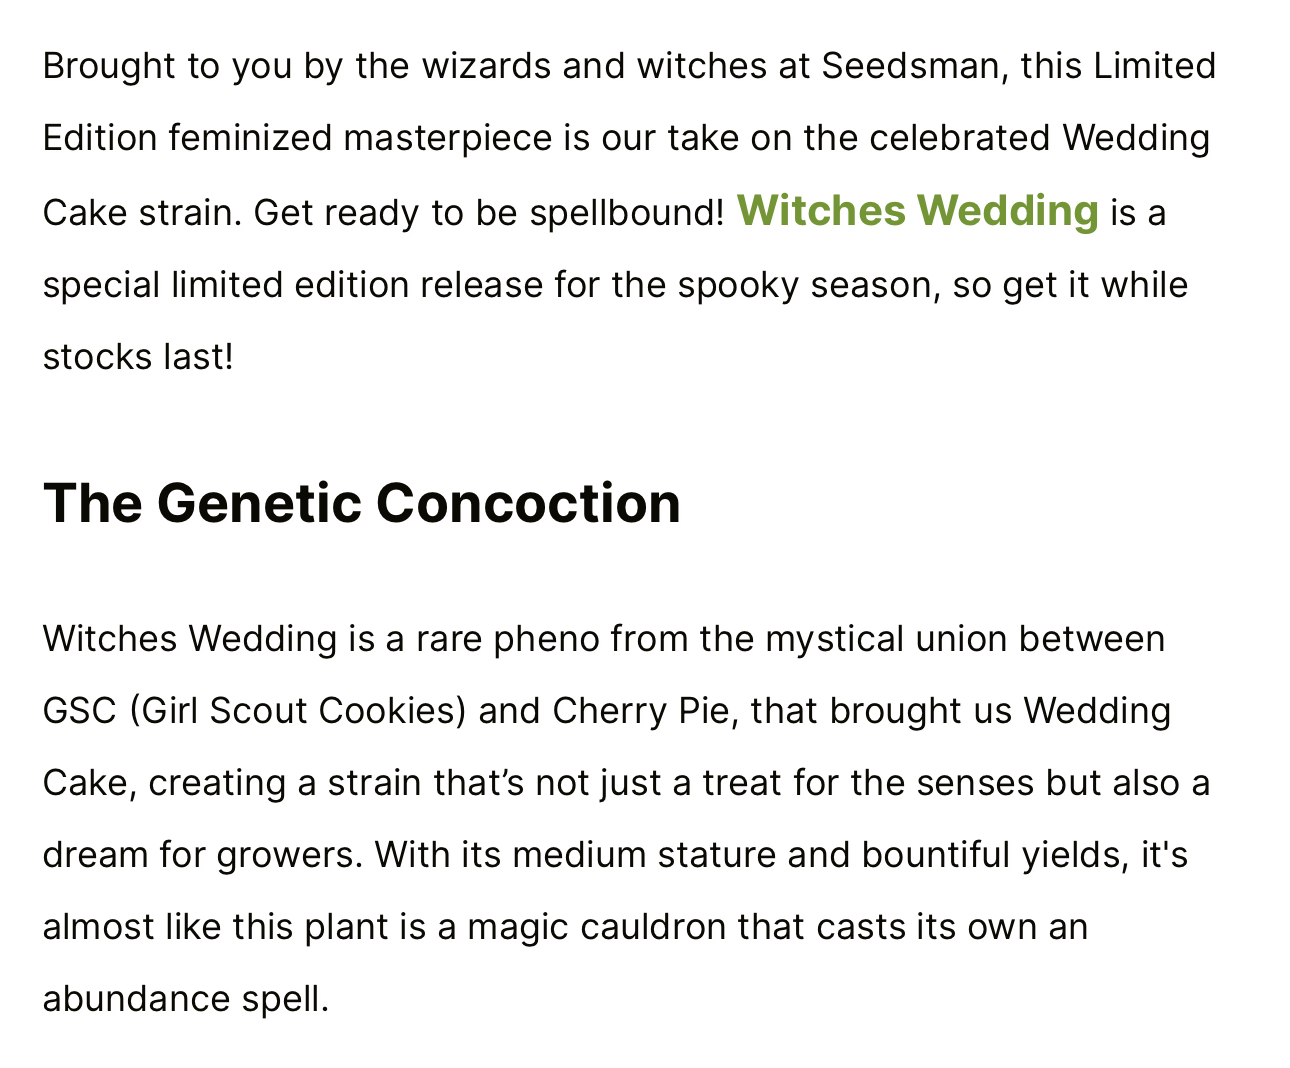 Brought to you by the wizards and witches at Seedsman, this Limited
Edition feminized masterpiece is our take on the celebrated Wedding
Cake strain. Get ready to be spellbound! Witches Wedding is a
special limited edition release for the spooky season, so get it while
stocks last!
The Genetic Concoction
Witches Wedding is a rare pheno from the mystical union between
GSC (Girl Scout Cookies) and Cherry Pie, that brought us Wedding
Cake, creating a strain that’s not just a treat for the senses but also a
dream for growers. With its medium stature and bountiful yields, it's
almost like this plant is a magic cauldron that casts its own an
abundance spell.